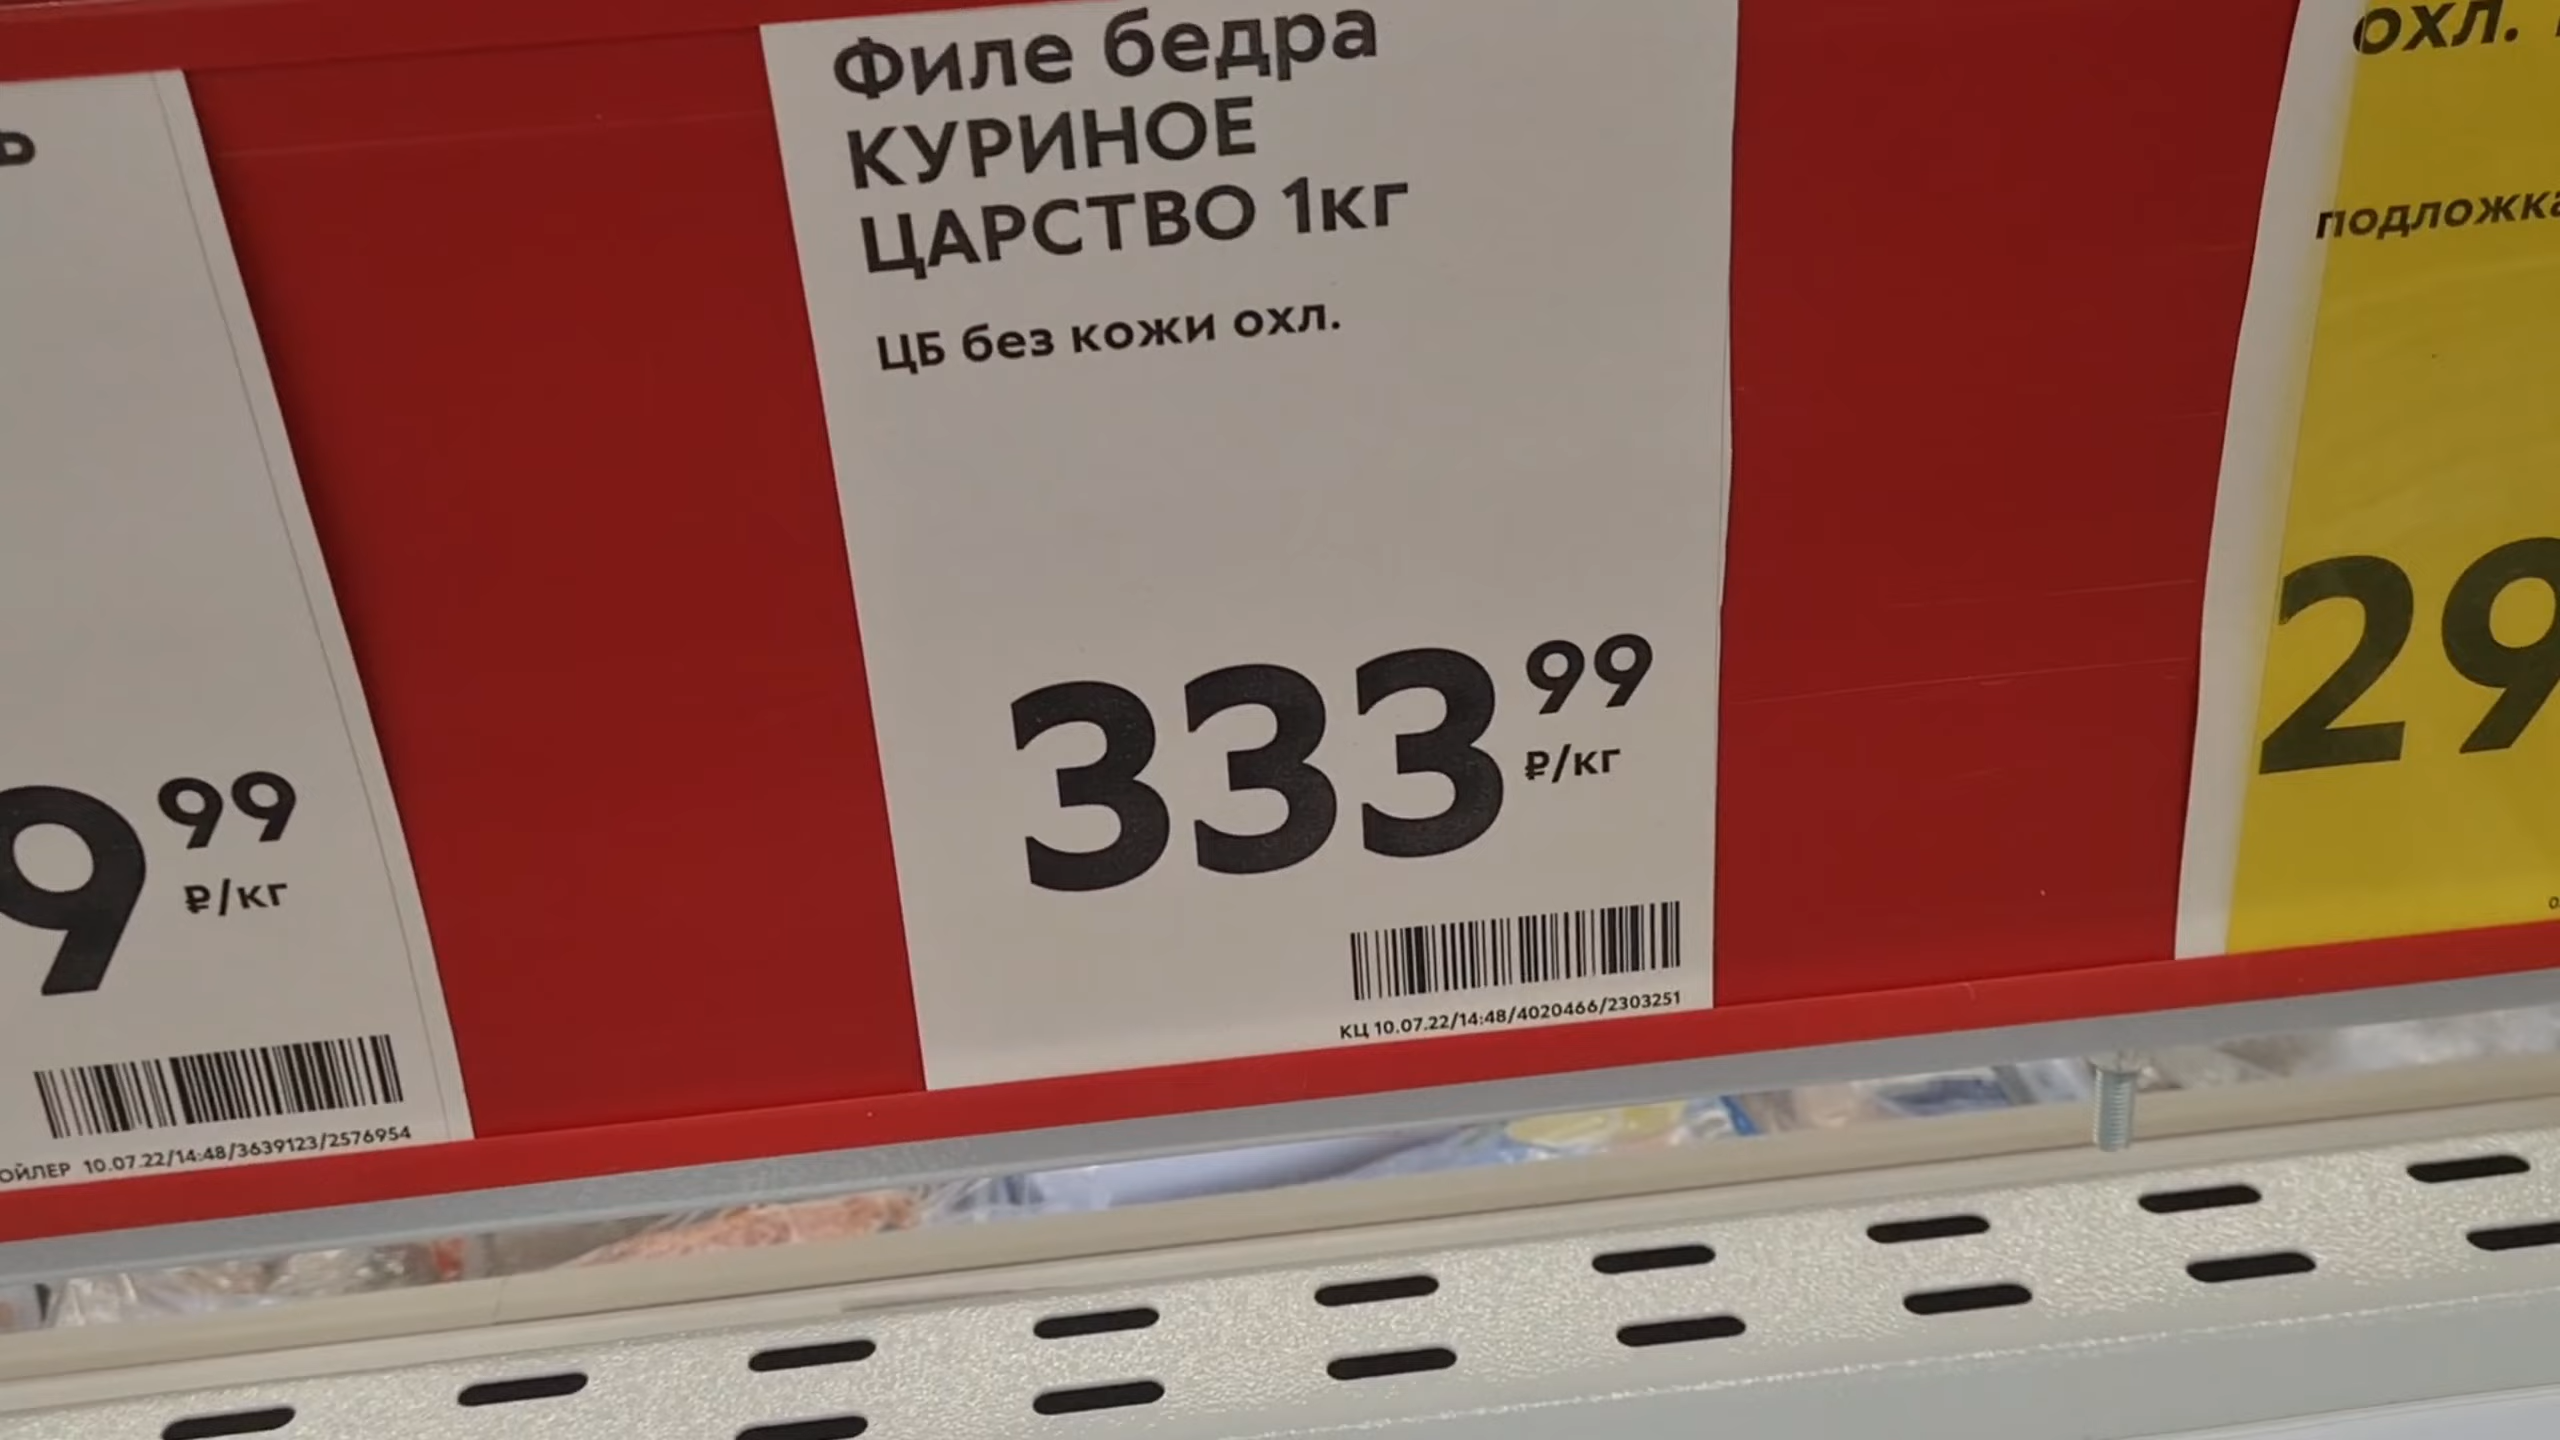 9 99
₽/кг
10.07.22/14:48/3639123/2576954
Филе бедра
КУРИНОЕ
ЦАРСТВО 1кг
ЦБ без кожи охл.
333 99
₽/кг
КЦ 10.07.22/14:48/4020466/2303251
охл.
подложка
29